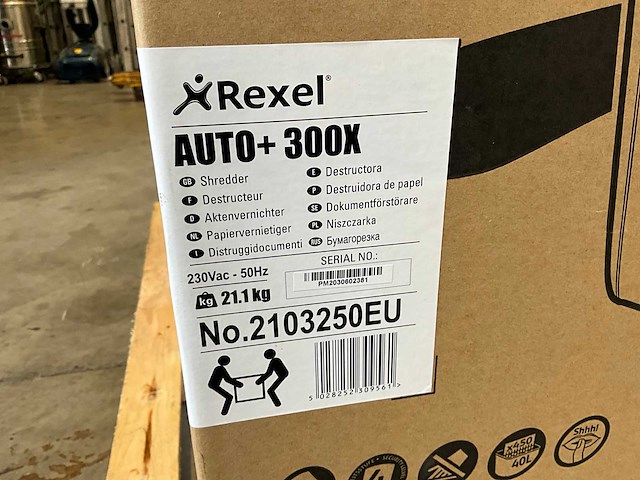 Rexel®
AUTO+ 300X
GB Shredder
F Destructeur
D Aktenvernichter
NL Papiervernietiger
I Distruggidocumenti
E Destructora
P Destruidora de papel
SE Dokumentförstörare
PL Niszczarka
RUS Бумагорезка
230Vac - 50Hz
SERIAL NO.:
PM2030602381
kg 21.1 kg
No.2103250EU
5 028252 309561 >
x450
40L
Shhh!